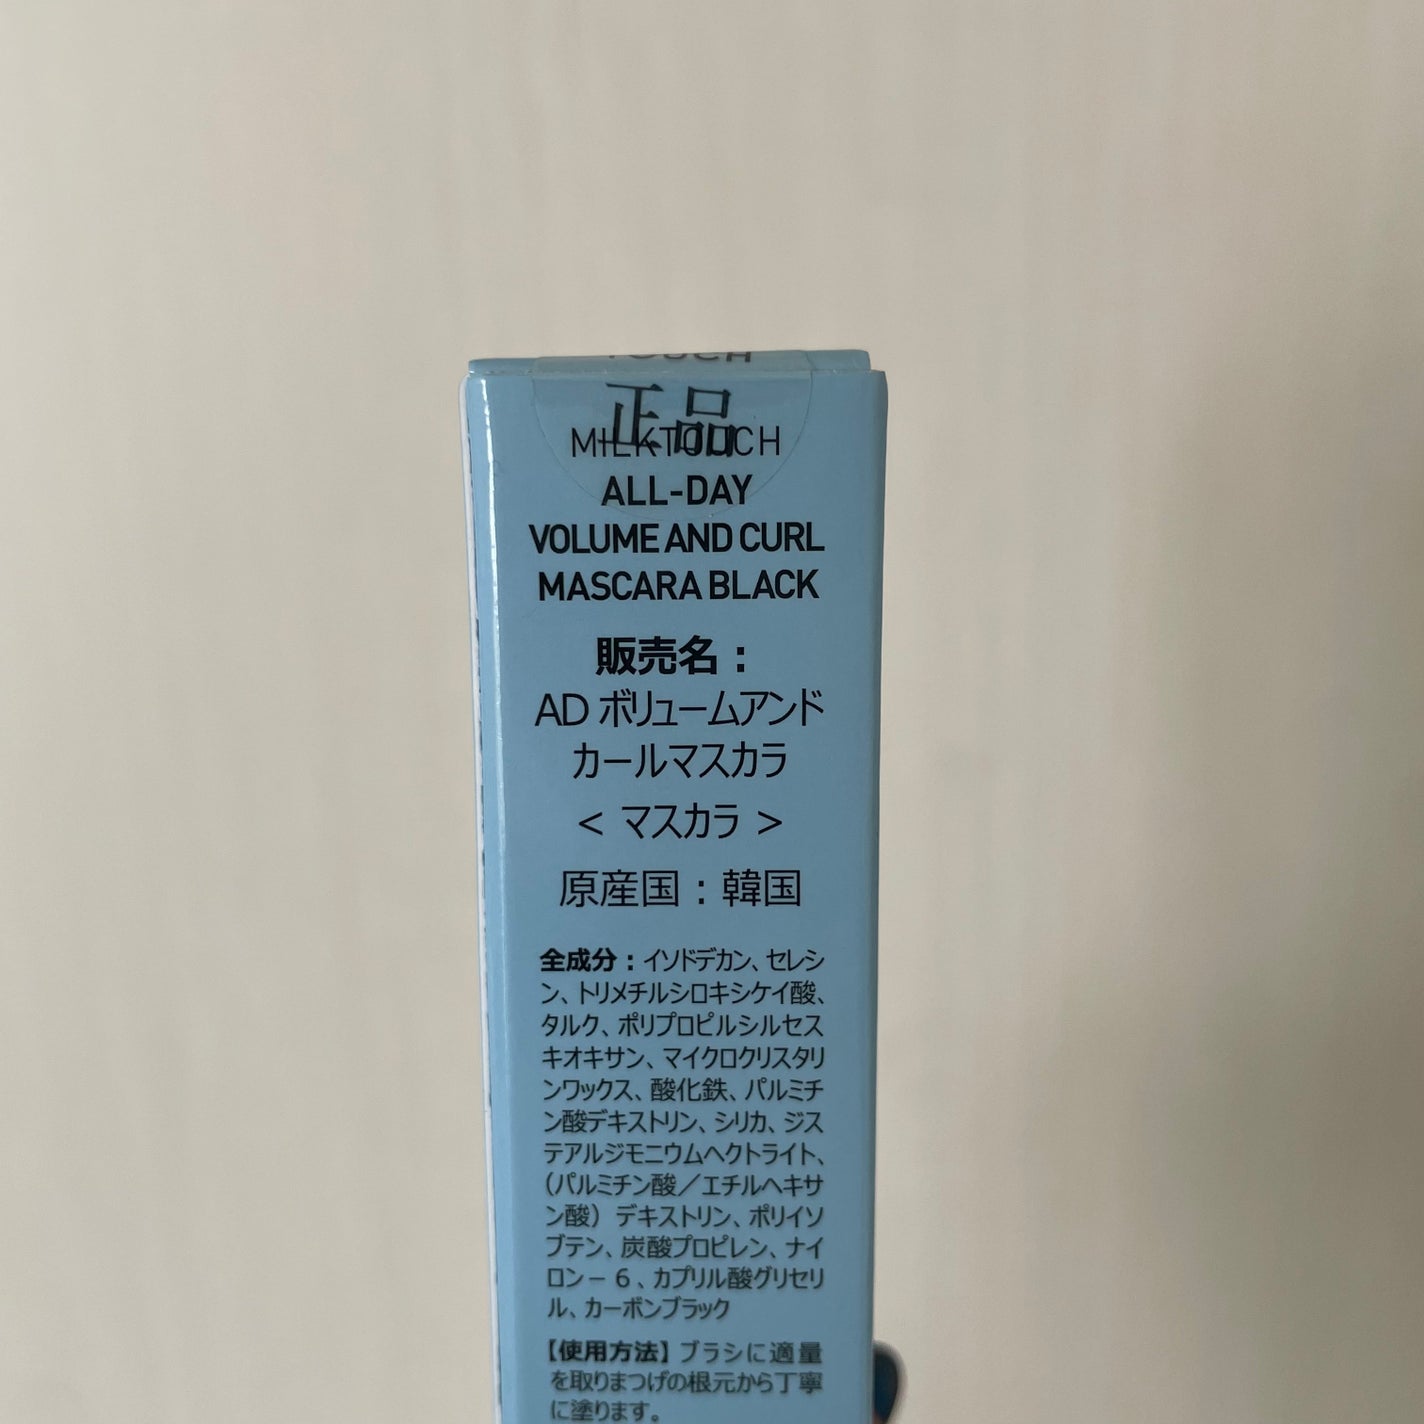 TOUCH
正品
MILKTOUCH
ALL-DAY
VOLUME AND CURL
MASCARA BLACK
販売名：
AD ボリュームアンド
カールマスカラ
< マスカラ >
原産国：韓国
全成分：イソドデカン、セレシ
ン、トリメチルシロキシケイ酸、
タルク、ポリプロピルシルセス
キオキサン、マイクロクリスタリ
ンワックス、酸化鉄、パルミチ
ン酸デキストリン、シリカ、ジス
テアルジモニウムヘクトライト、
（パルミチン酸／エチルヘキサ
ン酸）デキストリン、ポリイソ
ブテン、炭酸プロピレン、ナイ
ロン－６、カプリル酸グリセリ
ル、カーボンブラック
【使用方法】ブラシに適量
を取りまつげの根元から丁寧
に塗ります。